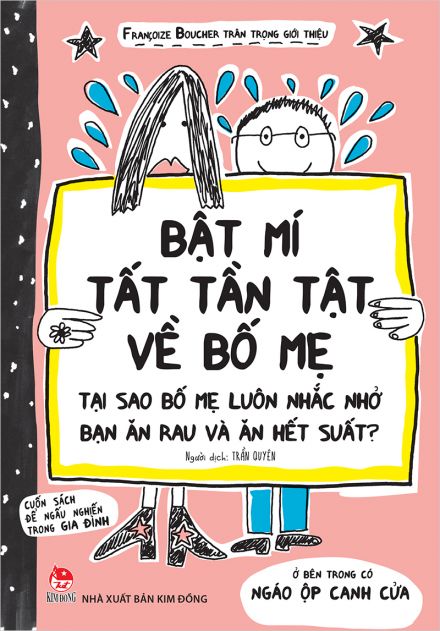 FRANÇOIZE BOUCHER TRÂN TRỌNG GIỚI THIỆU
BẬT MÍ
TẤT TẦN TẬT
VỀ BỐ MẸ
TẠI SAO BỐ MẸ LUÔN NHẮC NHỞ
BẠN ĂN RAU VÀ ĂN HẾT SUẤT?
Người dịch: TRẦN QUYÊN
CUỐN SÁCH
ĐỂ NGẤU NGHIẾN
TRONG GIA ĐÌNH
Ở BÊN TRONG CÓ
NGÁO ỘP CANH CỬA
KIM ĐỒNG
NHÀ XUẤT BẢN KIM ĐỒNG